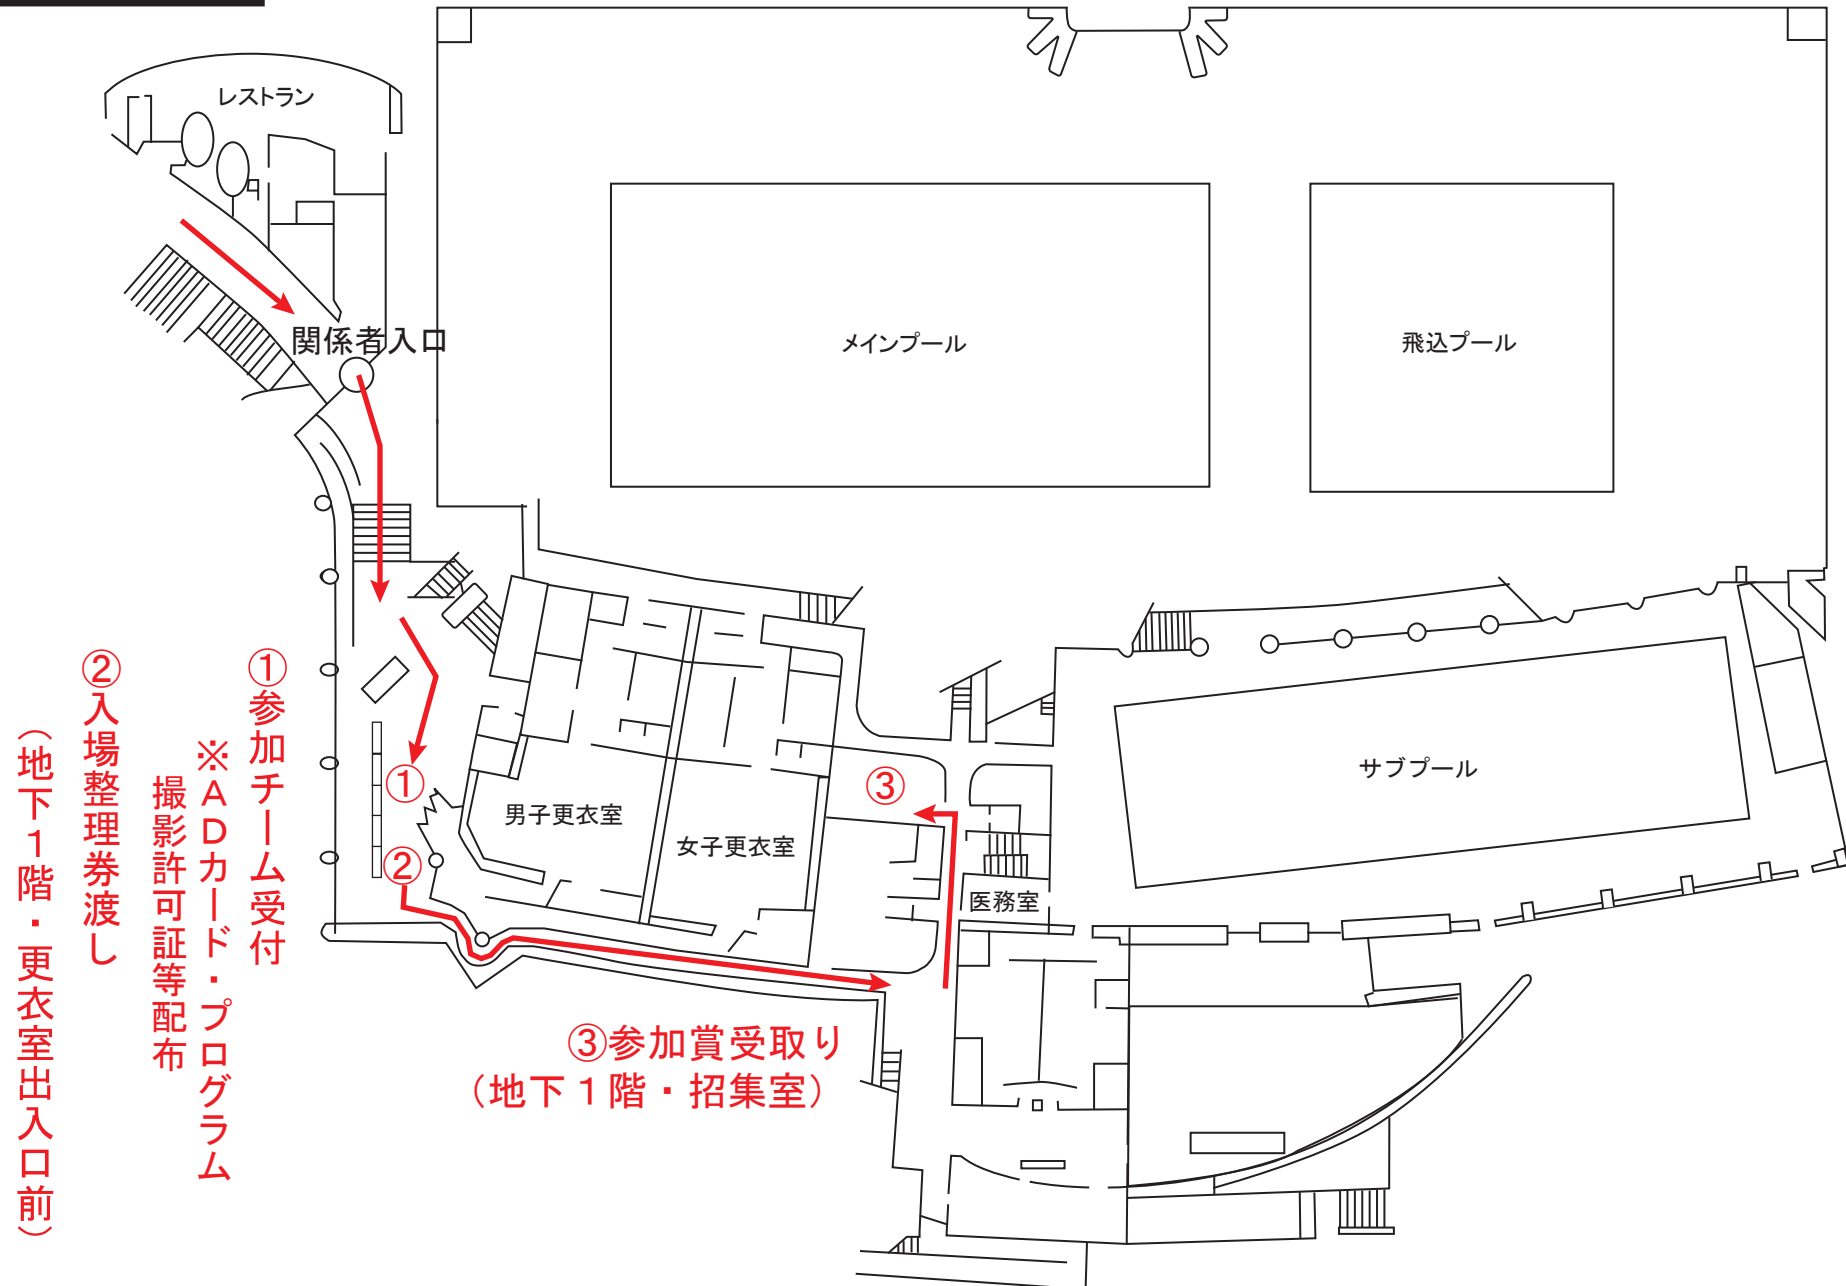 レストラン
関係者入口
メインプール
飛込プール
サブプール
男子更衣室
女子更衣室
医務室
①
②
③
①参加チーム受付
※ADカード・プログラム
撮影許可証等配布
②入場整理券渡し
（地下1階・更衣室出入口前）
③参加賞受取り
（地下1階・招集室）